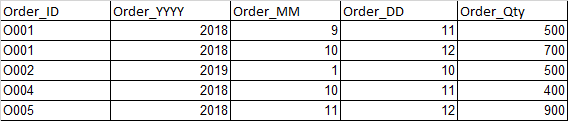 Order_ID Order_YYYY Order_MM Order_DD Order_Qty
O001 2018 9 11 500
O001 2018 10 12 700
O002 2019 1 10 500
O004 2018 10 11 400
O005 2018 11 12 900